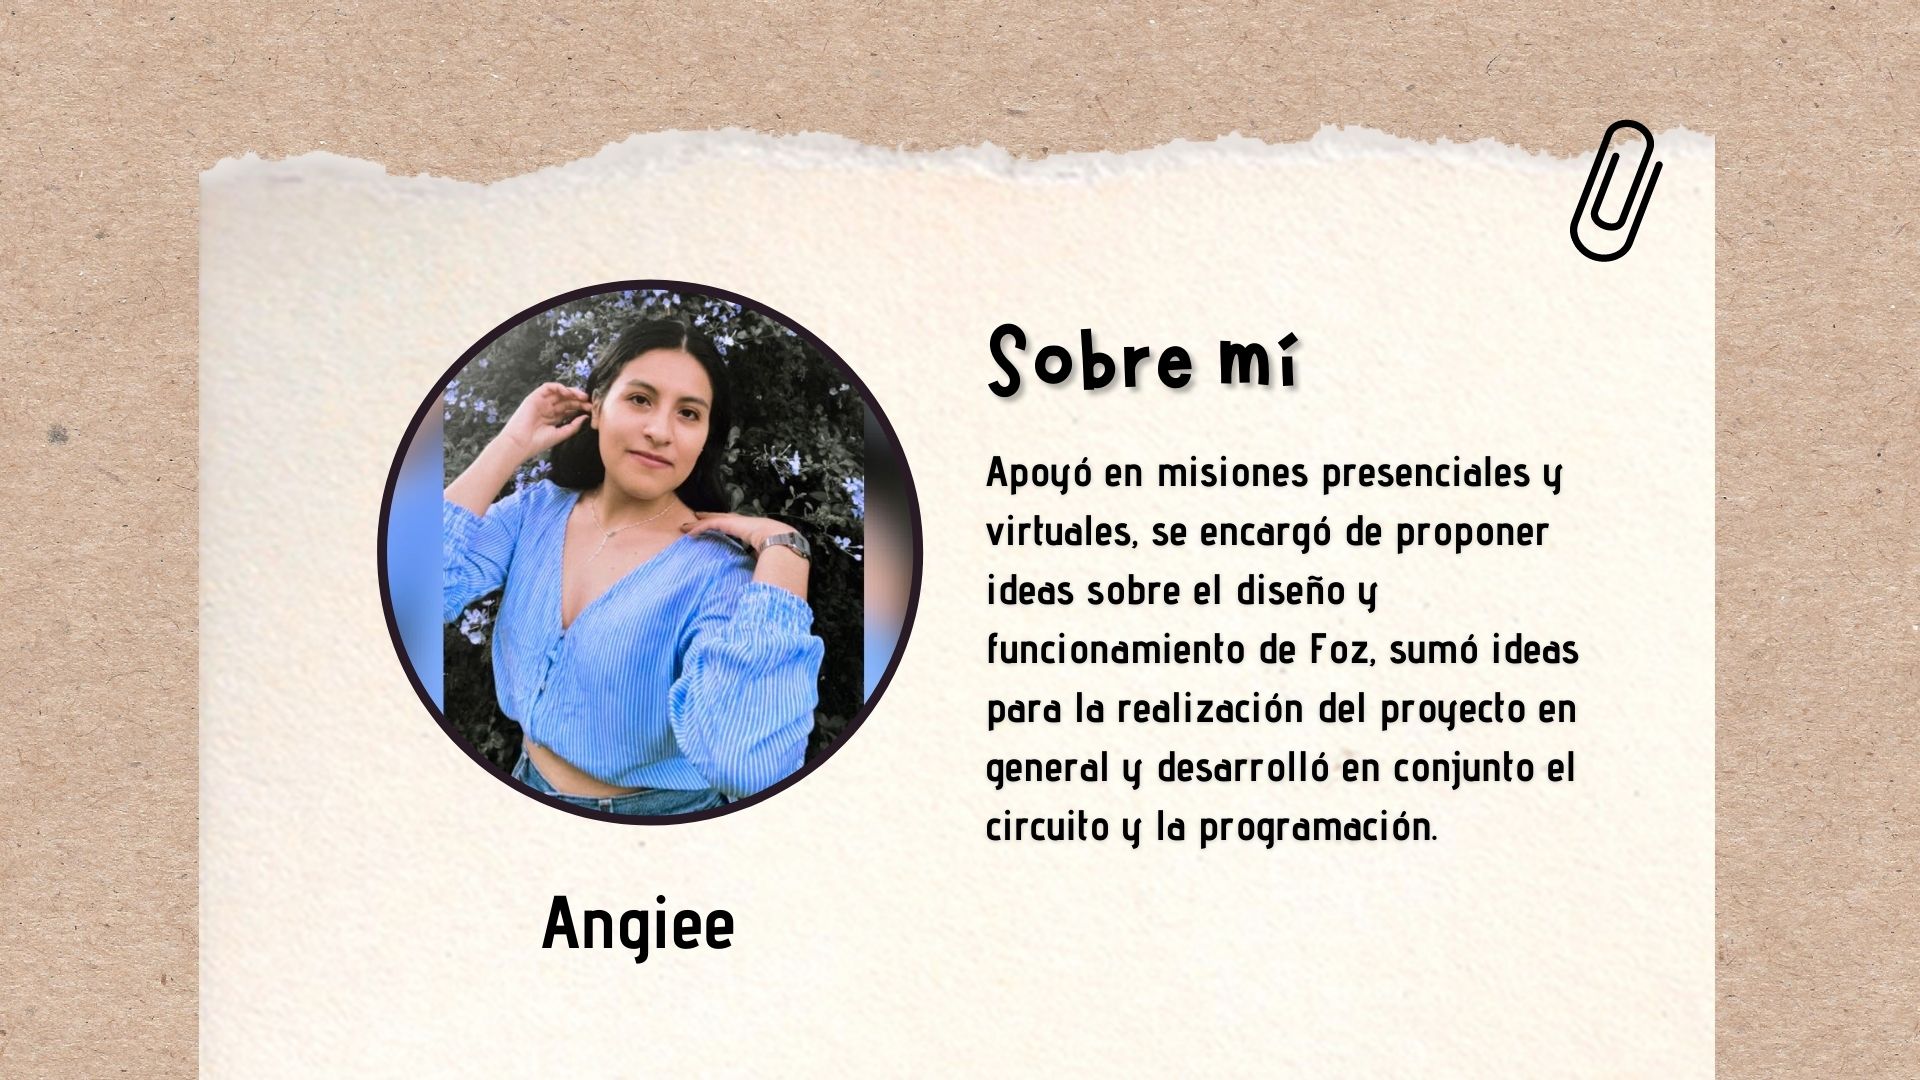 Sobre mí
Apoyó en misiones presenciales y
virtuales, se encargó de proponer
ideas sobre el diseño y
funcionamiento de Foz, sumó ideas
para la realización del proyecto en
general y desarrolló en conjunto el
circuito y la programación.
Angiee